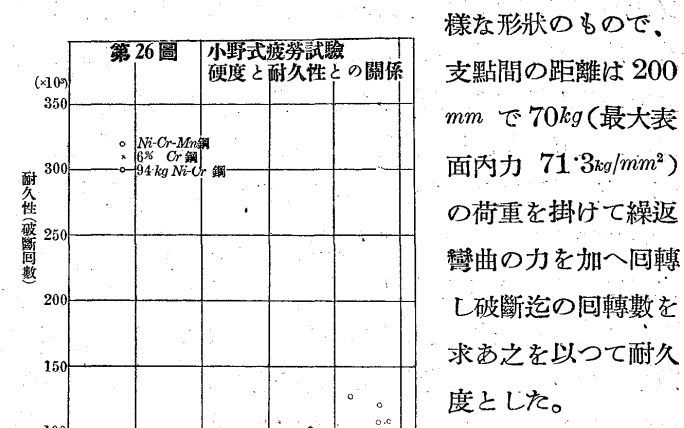 第26圖
小野式疲勞試驗
硬度と耐久性との關係
(×10³)
350
Ni-Cr-Mn鋼
6% Cr 鋼
300
94 kg Ni-Cr 鋼
耐久性(破斷回數)
250
200
150
樣な形狀のもので、
支點間の距離は 200
mm で 70kg(最大表
面內力 71·3kg/mm²)
の荷重を掛けて繰返
彎曲の力を加へ回轉
し破斷迄の回轉數を
求め之を以つて耐久
度とした。